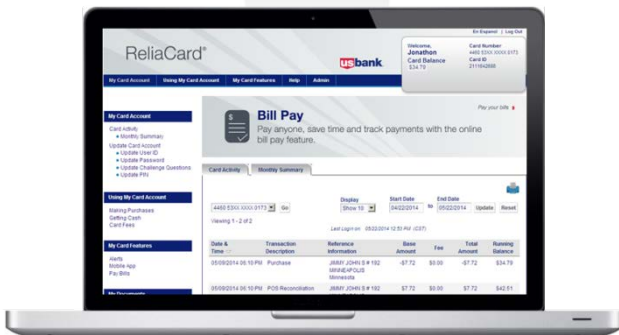 En Espanol | Log Out
ReliaCard®
usbank
Welcome,
Jonathon
Card Balance
$34.79
Card Number
4460 53XX XXXX 0173
Card ID
My Card Account Using My Card Account My Card Features Help Admin
My Card Account
Card Activity
Monthly Summary
Update Card Account
Update User ID
Update Password
Update Challenge Questions
Update PIN
Using My Card Account
Making Purchases
Getting Cash
Card Fees
My Card Features
Alerts
Mobile App
Pay Bills
My Documents
Bill Pay
Pay anyone, save time and track payments with the online
bill pay feature.
Pay your bills
Card Activity Monthly Summary
4460 53XX XXXX 0173 Go
Viewing 1 - 2 of 2
Display
Show 10
Start Date
04/22/2014
to
End Date
05/22/2014
Update Reset
Last Login on 05/22/2014 12:50 PM (CST)
Date & Time Transaction Description Reference Information Base Amount Fee Total Amount Running Balance
05/09/2014 06:10 PM Purchase JIMMY JOHN S # 192 -$7.72 $0.00 -$7.72 $34.79
MINNEAPOLIS
Minnesota
05/09/2014 06:10 PM POS Reconciliation JIMMY JOHN S # 192 $7.72 $0.00 $7.72 $42.51